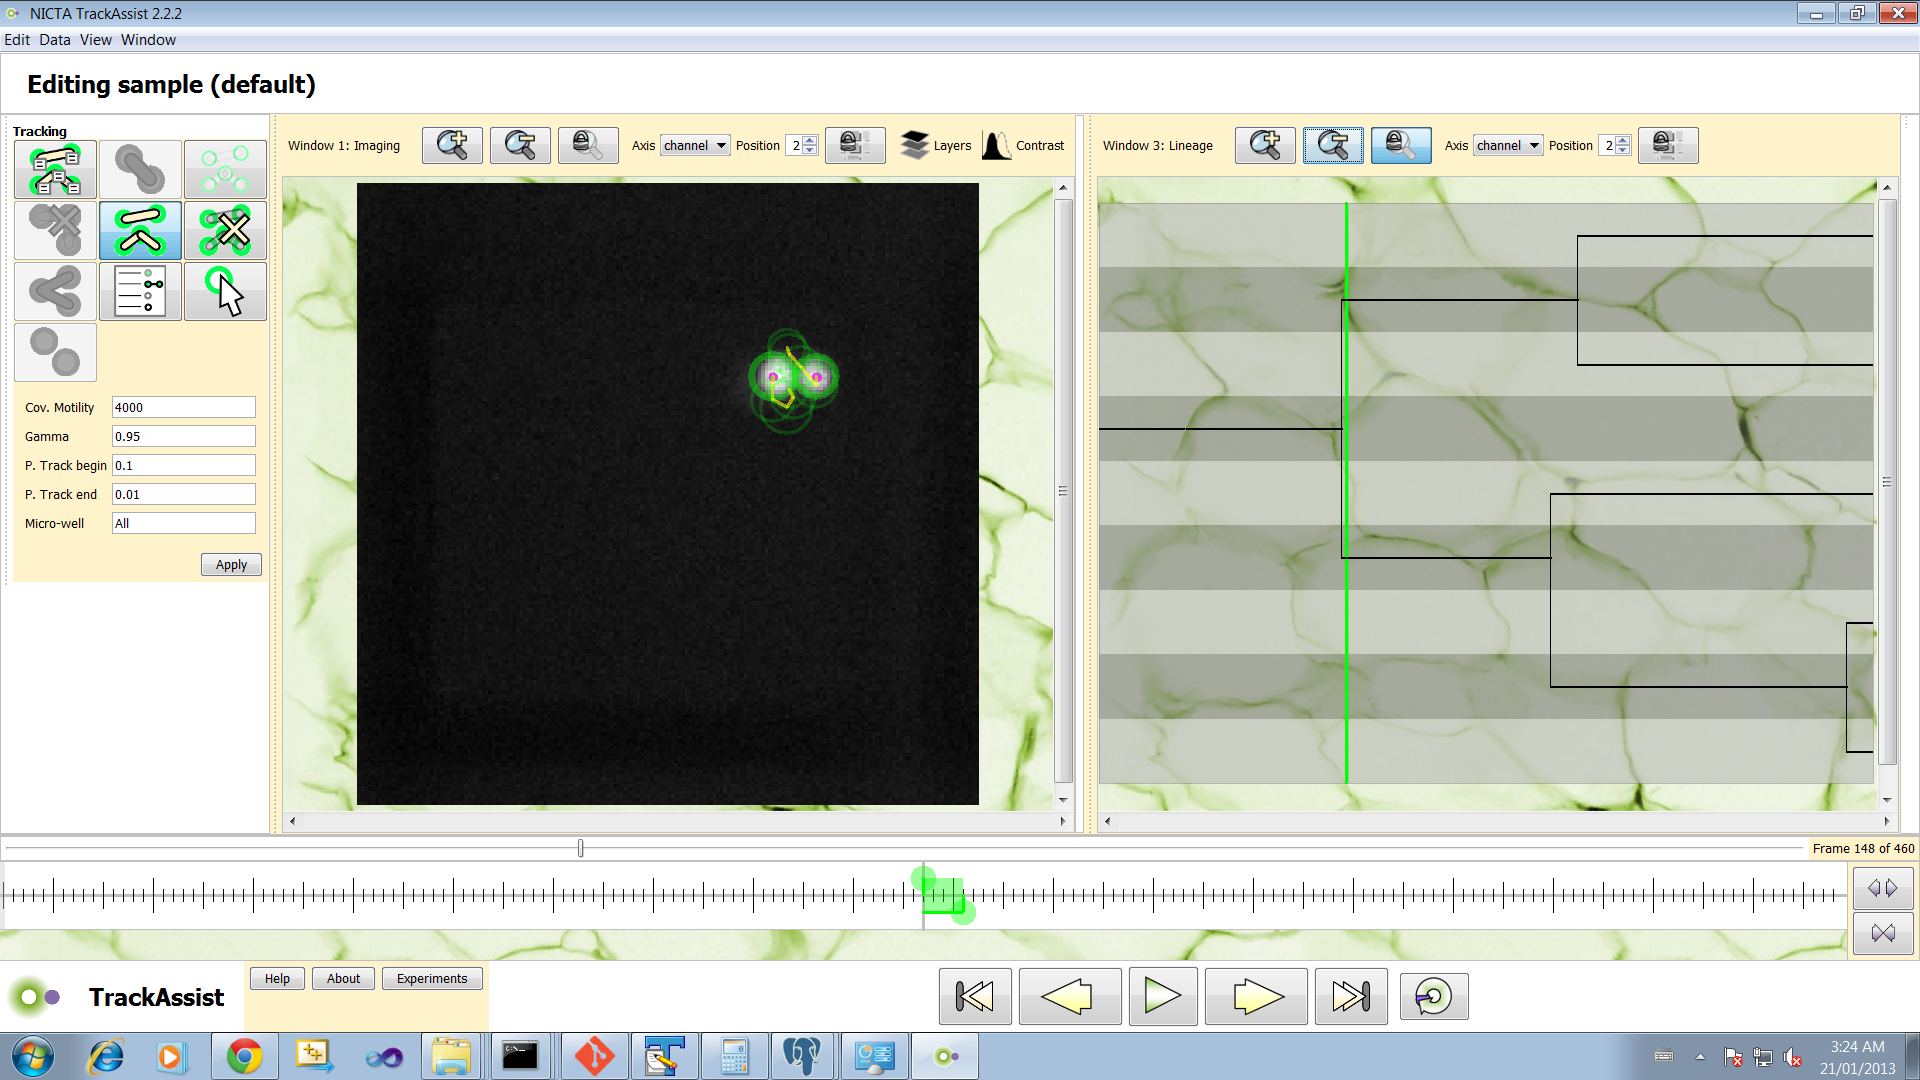 NICTA TrackAssist 2.2.2
Edit Data View Window
Editing sample (default)
Tracking
Window 1: Imaging
Axis channel Position 2
Layers
Contrast
Window 3: Lineage
Axis channel Position 2
Cov. Motility 4000
Gamma 0.95
P. Track begin 0.1
P. Track end 0.01
Micro-well All
Apply
Frame 148 of 460
TrackAssist
Help
About
Experiments
C:\_
3:24 AM
21/01/2013